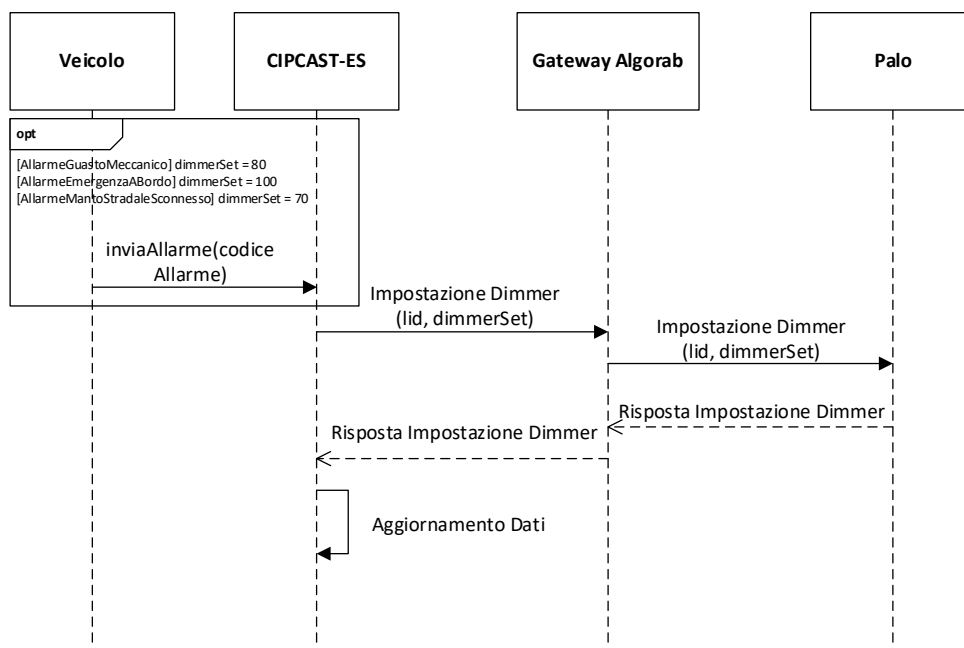 Veicolo
CIPCAST-ES
Gateway Algorab
Palo
opt
[AllarmeGuastoMeccanico] dimmerSet = 80
[AllarmeEmergenzaABordo] dimmerSet = 100
[AllarmeMantoStradaleSconnesso] dimmerSet = 70
inviaAllarme(codice
Allarme)
Impostazione Dimmer
(lid, dimmerSet)
Impostazione Dimmer
(lid, dimmerSet)
Risposta Impostazione Dimmer
Risposta Impostazione Dimmer
Aggiornamento Dati